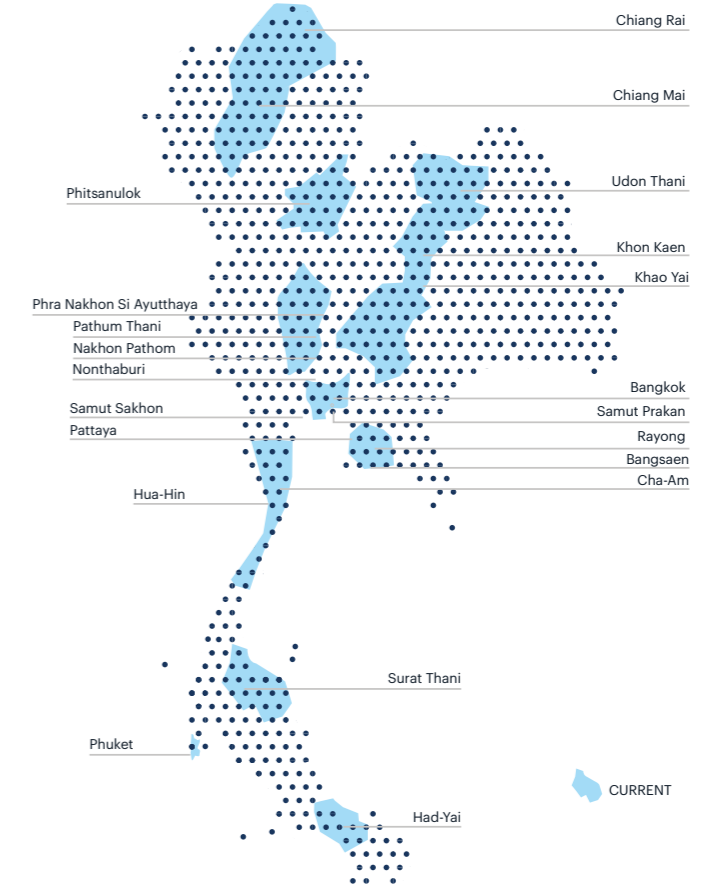 Chiang Rai
Chiang Mai
Udon Thani
Phitsanulok
Khon Kaen
Khao Yai
Phra Nakhon Si Ayutthaya
Pathum Thani
Nakhon Pathom
Nonthaburi
Bangkok
Samut Sakhon
Samut Prakan
Pattaya
Rayong
Bangsaen
Cha-Am
Hua-Hin
Surat Thani
Phuket
CURRENT
Had-Yai